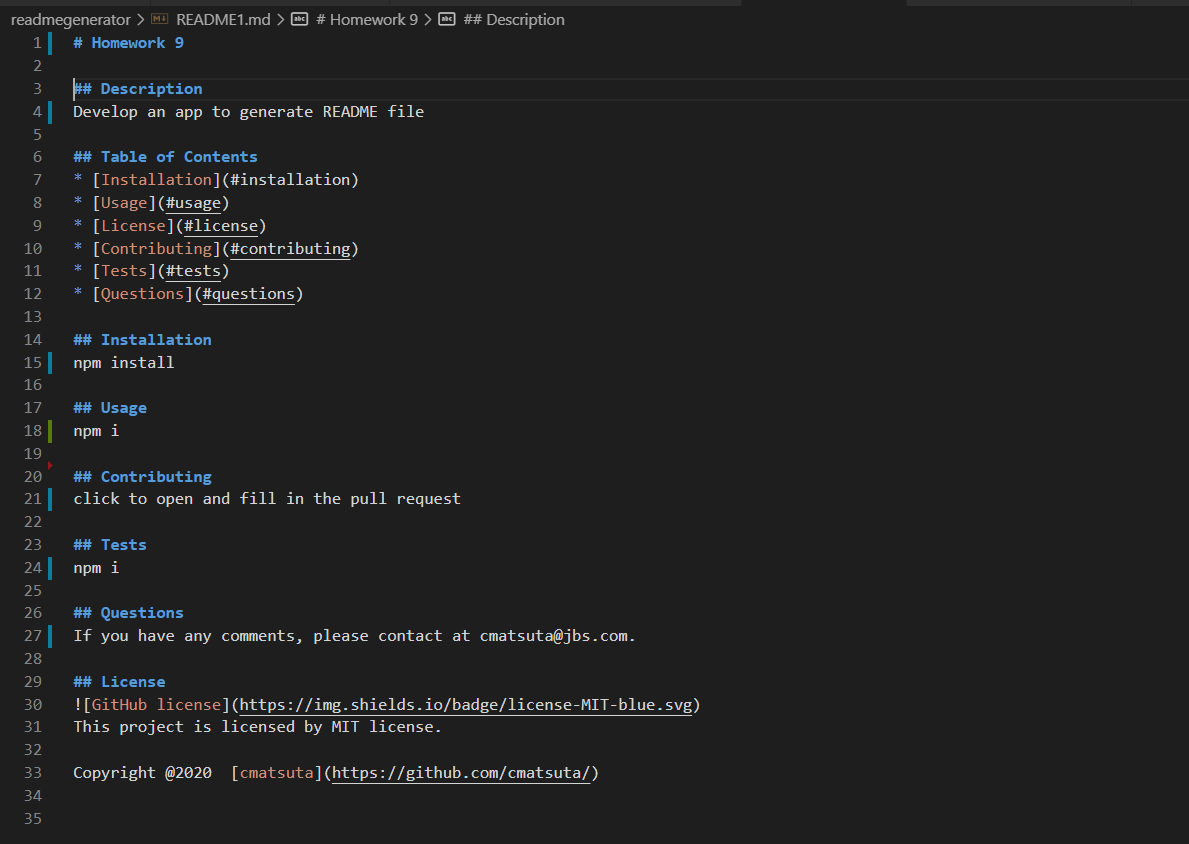 readmegenerator > README1.md > # Homework 9 > ## Description
1 # Homework 9
2
3 ## Description
4 Develop an app to generate README file
5
6 ## Table of Contents
7 * [Installation](#installation)
8 * [Usage](#usage)
9 * [License](#license)
10 * [Contributing](#contributing)
11 * [Tests](#tests)
12 * [Questions](#questions)
13
14 ## Installation
15 npm install
16
17 ## Usage
18 npm i
19
20 ## Contributing
21 click to open and fill in the pull request
22
23 ## Tests
24 npm i
25
26 ## Questions
27 If you have any comments, please contact at cmatsuta@jbs.com.
28
29 ## License
30 ![GitHub license](https://img.shields.io/badge/license-MIT-blue.svg)
31 This project is licensed by MIT license.
32
33 Copyright @2020  [cmatsuta](https://github.com/cmatsuta/)
34
35